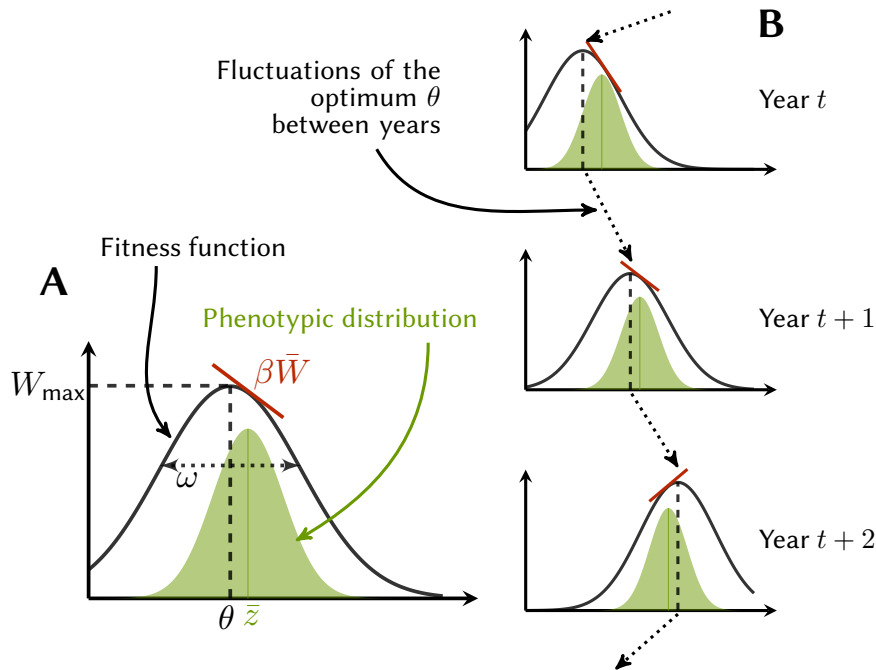 B
Fluctuations of the
optimum θ
between years
Year t
Fitness function
A
Phenotypic distribution
Year t + 1
W_max
βW̄
ω
θ z̄
Year t + 2